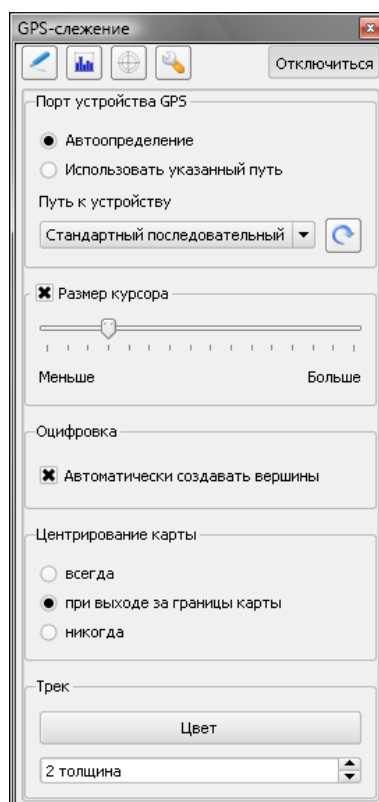 GPS-слежение
Отключиться
Порт устройства GPS
Автоопределение
Использовать указанный путь
Путь к устройству
Стандартный последовательный
Размер курсора
Меньше Больше
Оцифровка
Автоматически создавать вершины
Центрирование карты
всегда
при выходе за границы карты
никогда
Трек
Цвет
2 толщина